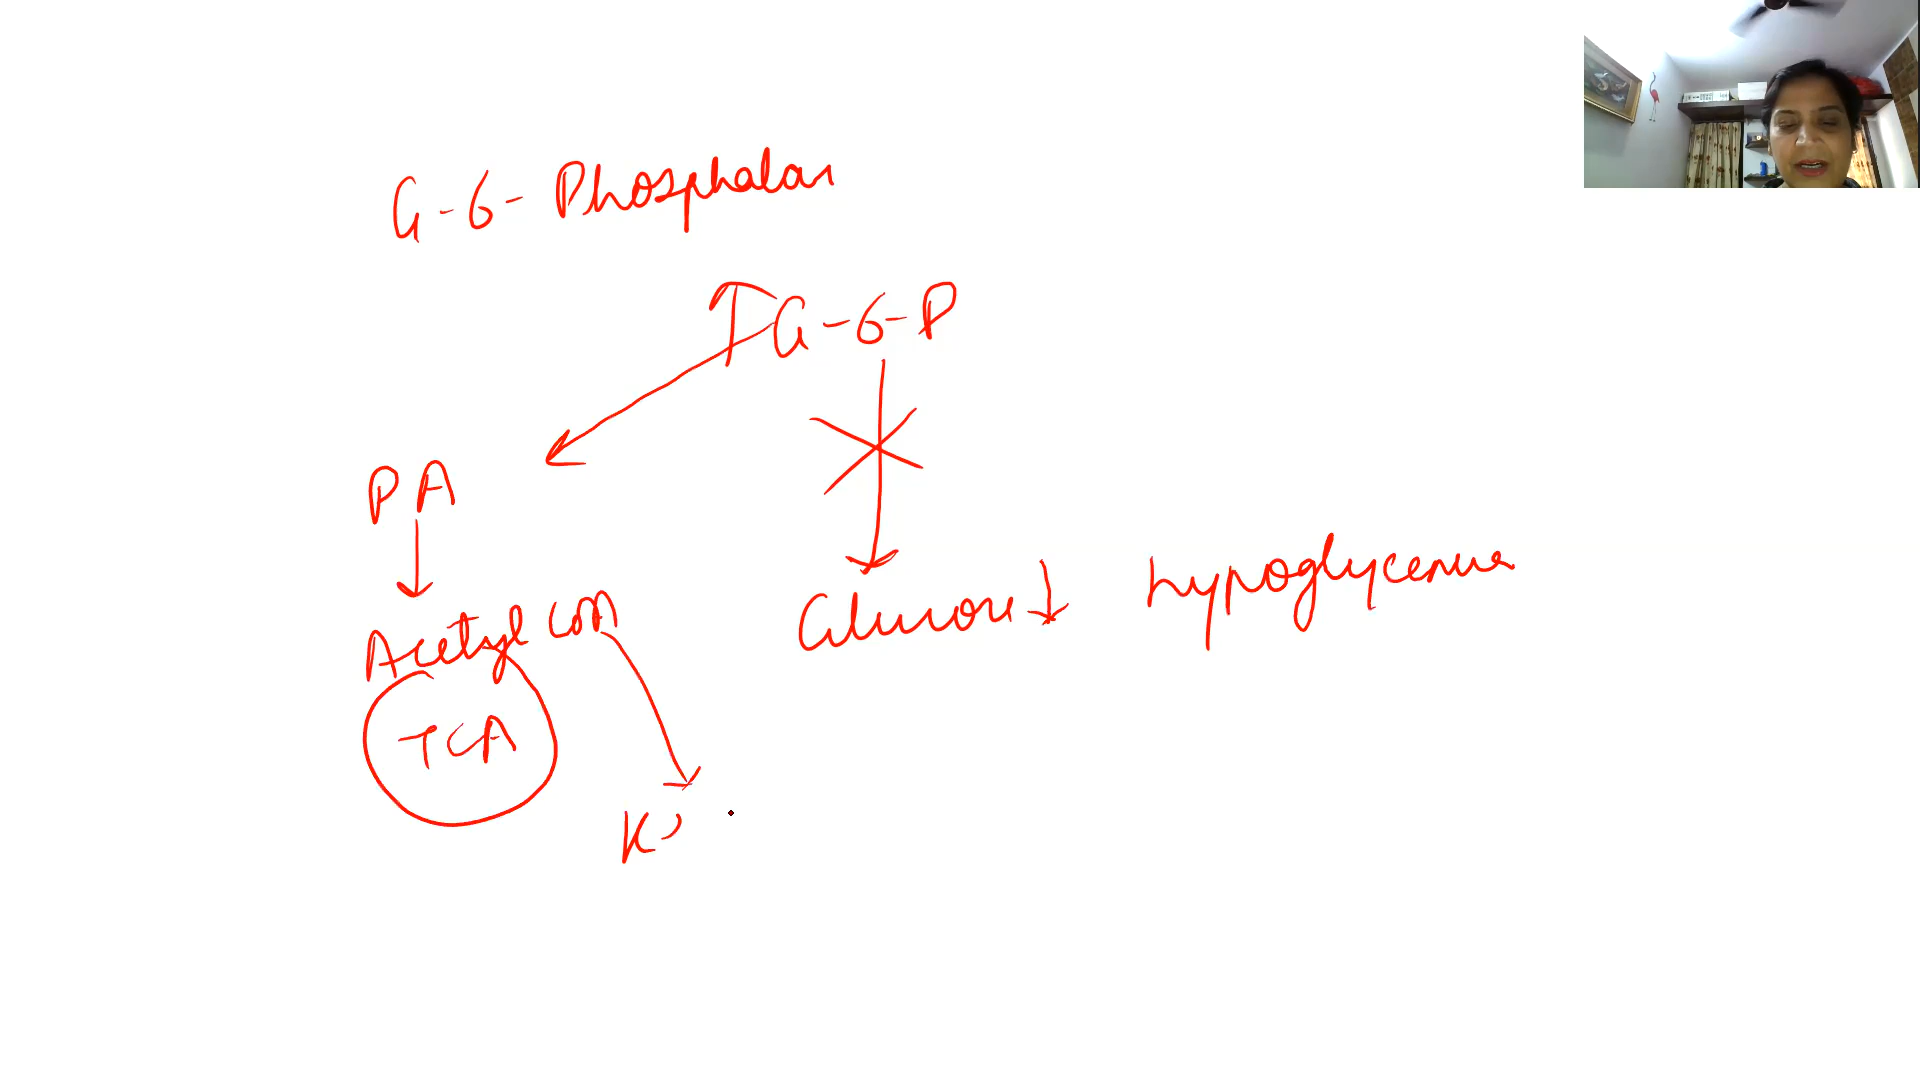 G-6-Phosphatase
↑G-6-P
PA
Glucose↓ hypoglycemia
Acetyl CoA
TCA
K